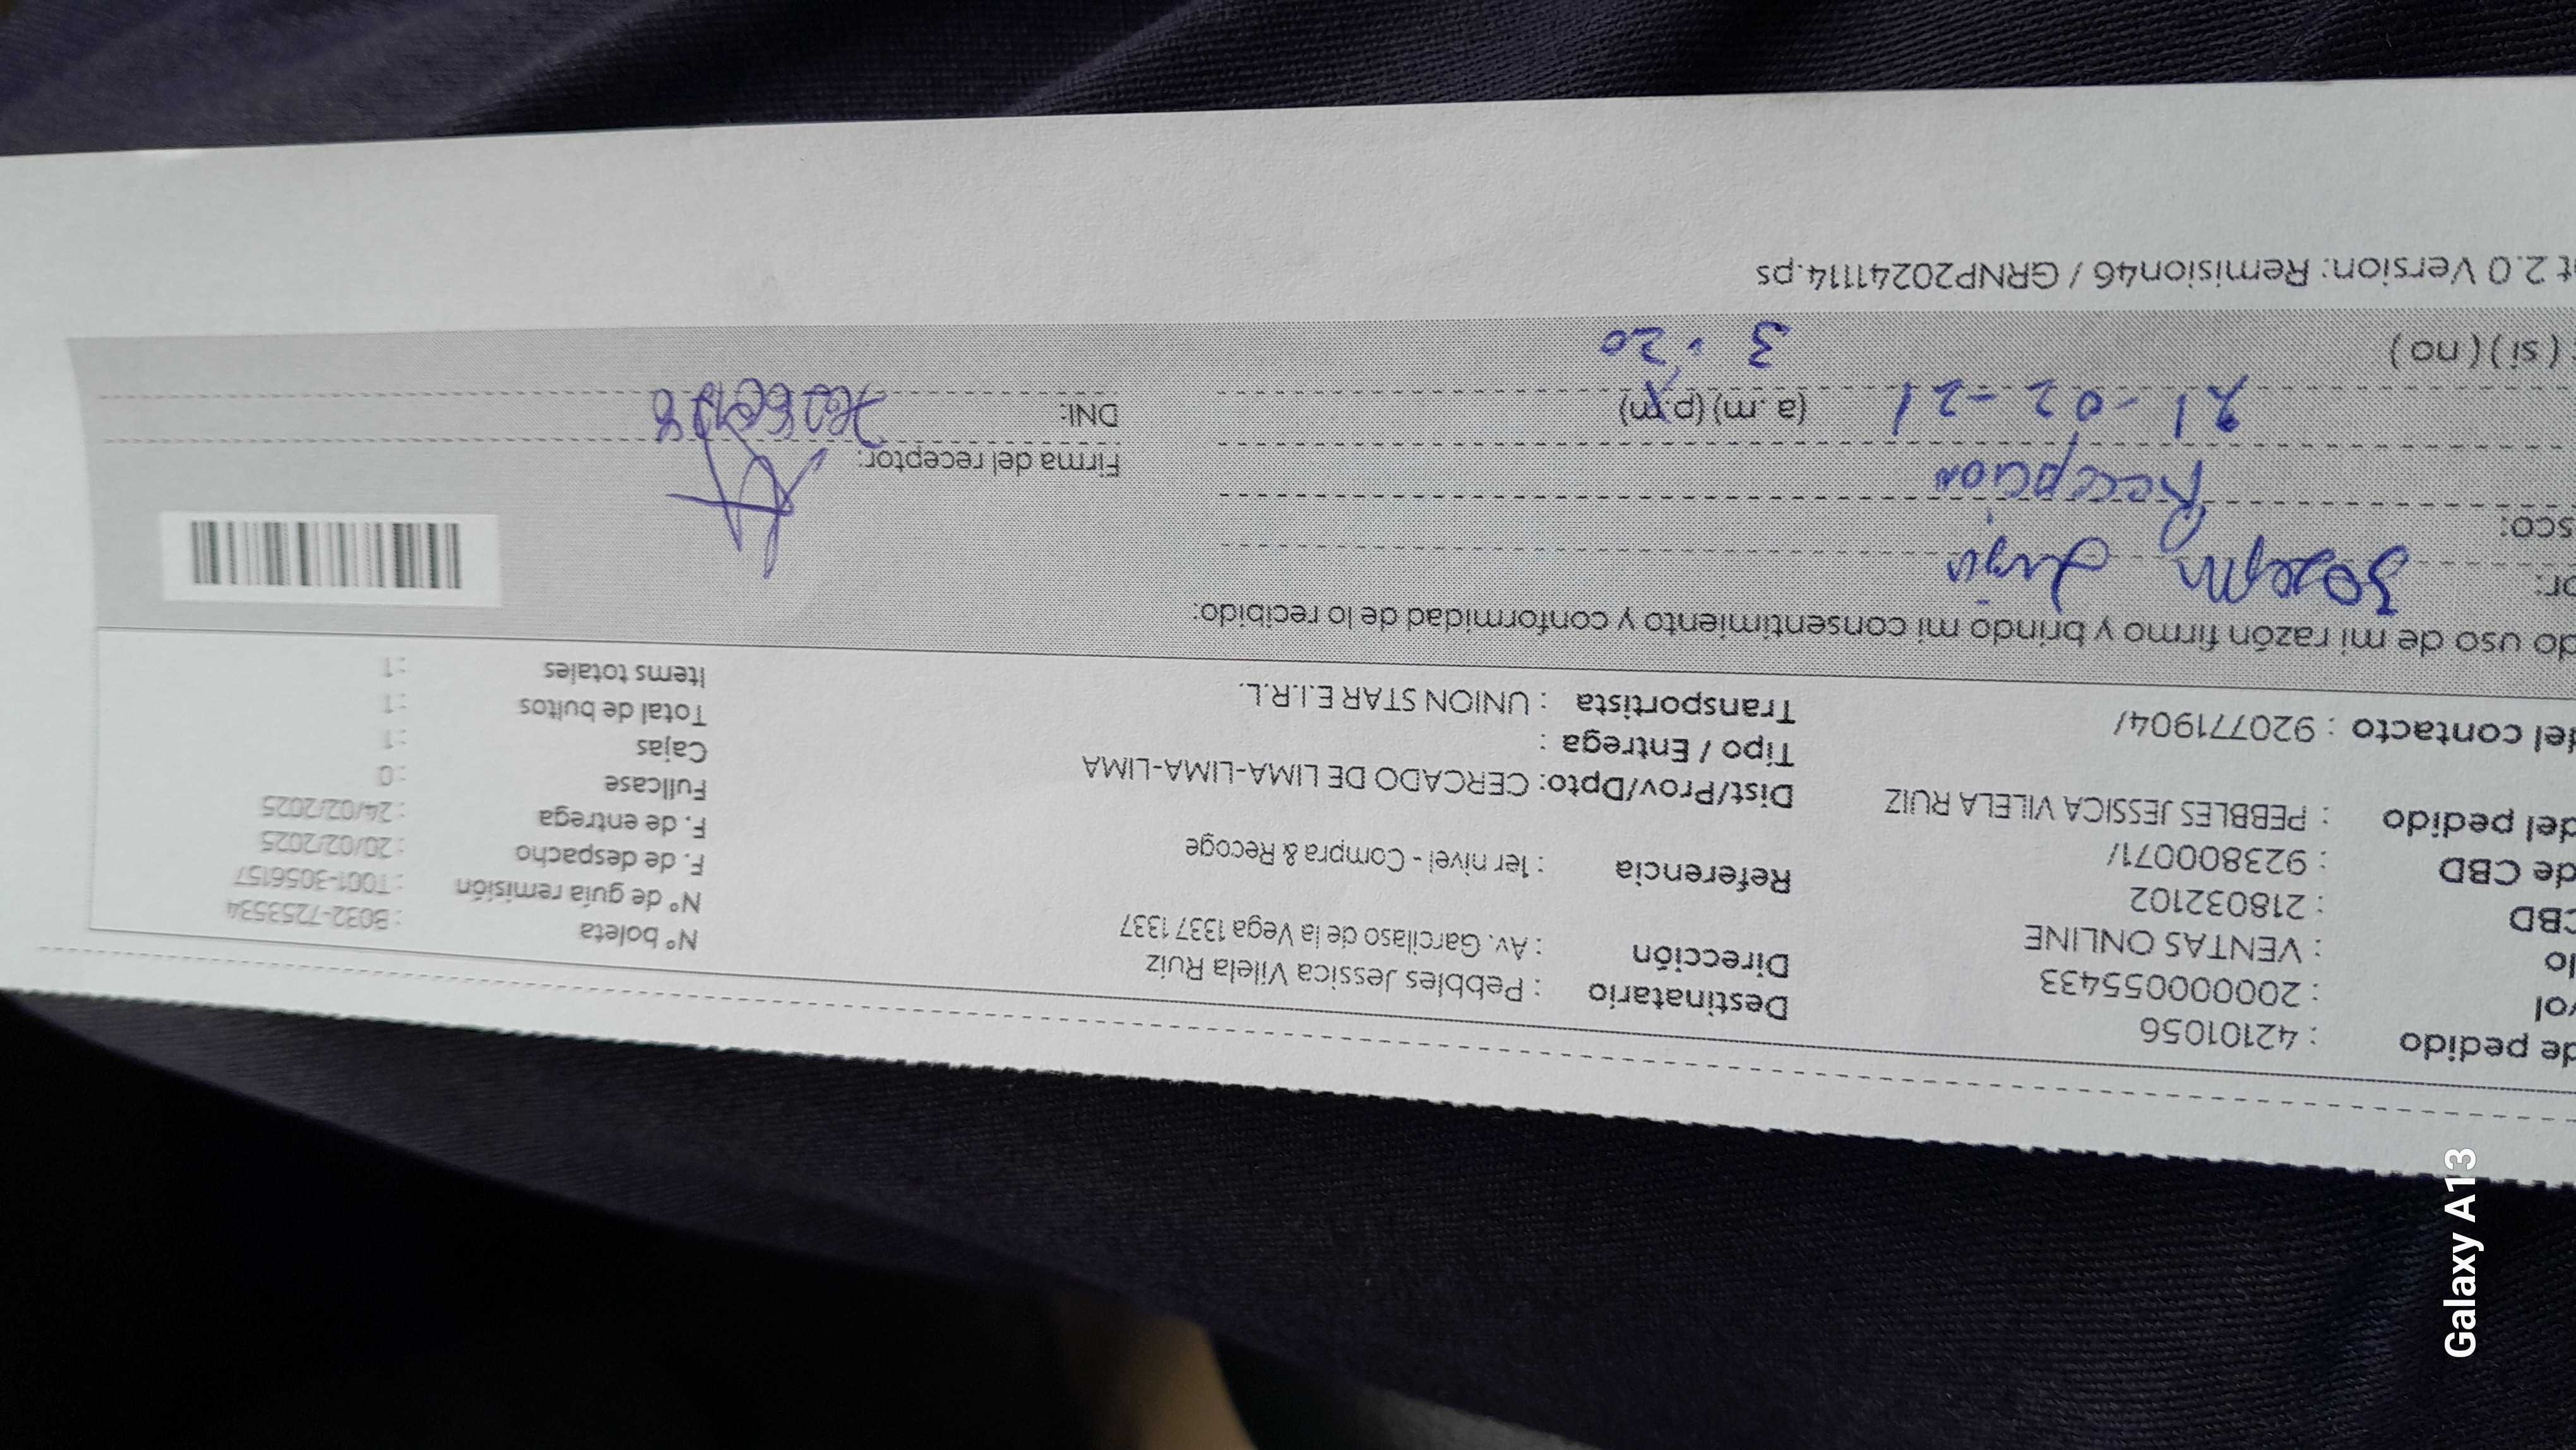 de pedido : 42101056
vol : 2000000055433
lo : VENTAS ONLINE
CBD : 218032102
de CBD : 923800071/
del pedido : PEBBLES JESSICA VILELA RUIZ
del contacto : 920771904/
Destinatario : Pebbles Jessica Vilela Ruiz
Dirección : Av. Garcilaso de la Vega 1337 1337
Referencia : 1er nivel - Compra & Recoge
Dist/Prov/Dpto: CERCADO DE LIMA-LIMA-LIMA
Tipo / Entrega :
Transportista : UNION STAR E.I.R.L.
N° boleta : B032-7253534
N° de guía remisión : T001-3056157
F. de despacho : 20/02/2025
F. de entrega : 24/02/2025
Fullcase : 0
Cajas : 1
Total de bultos : 1
Items totales : 1
do uso de mi razón firmo y brindo mi consentimiento y conformidad de lo recibido:
or:
sco: Recepcion
Firma del receptor:
21-02-21 (a.m) (p.m)
DNI:
(si) (no) 3:20
t 2.0 Version: Remision46 / GRNP20241114.ps
Galaxy A13